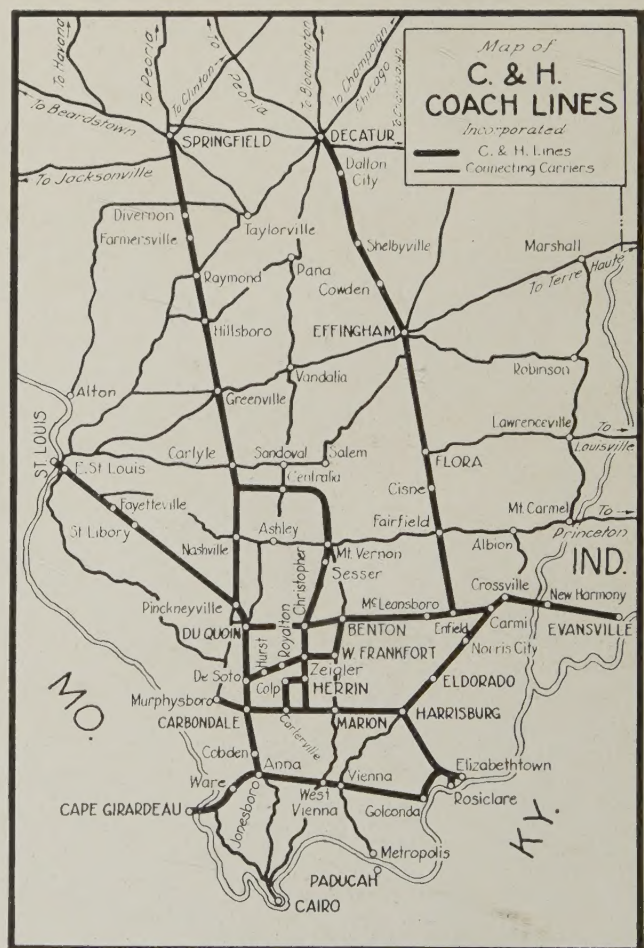 Map of
C. & H.
COACH LINES
Incorporated
C. & H. Lines
Connecting Carriers
To Havana
To Peoria
To Clinton
To
Peoria
To Bloomington
To Champaign
Chicago
To Beardstown
SPRINGFIELD
DECATUR
To Jacksonville
Dalton
City
Divernon
Taylorville
Farmersville
Shelbyville
Marshall
Pana
Raymond
Cowden
To Terre Haute
Hillsboro
EFFINGHAM
Robinson
Vandalia
Alton
Greenville
Lawrenceville
To
Louisville
ST. LOUIS
E. St Louis
Carlyle
Sandoval
Salem
FLORA
Centralia
Cisne
Fayetteville
Mt. Carmel
To
Princeton
St Libory
Ashley
Fairfield
Albion
Nashville
Mt. Vernon
IND.
Sesser
Christopher
Crossville
New Harmony
Pinckneyville
McLeansboro
DU QUOIN
BENTON
Enfield
Carmi
EVANSVILLE
Royalton
Hurst
W. FRANKFORT
Norris City
De Soto
Zeigler
Colp
HERRIN
ELDORADO
MO.
Murphysboro
CARBONDALE
Carterville
MARION
HARRISBURG
Cobden
Anna
Vienna
Elizabethtown
Ware
West
Vienna
Rosiclare
Jonesboro
Golconda
CAPE GIRARDEAU
KY.
Metropolis
PADUCAH
CAIRO